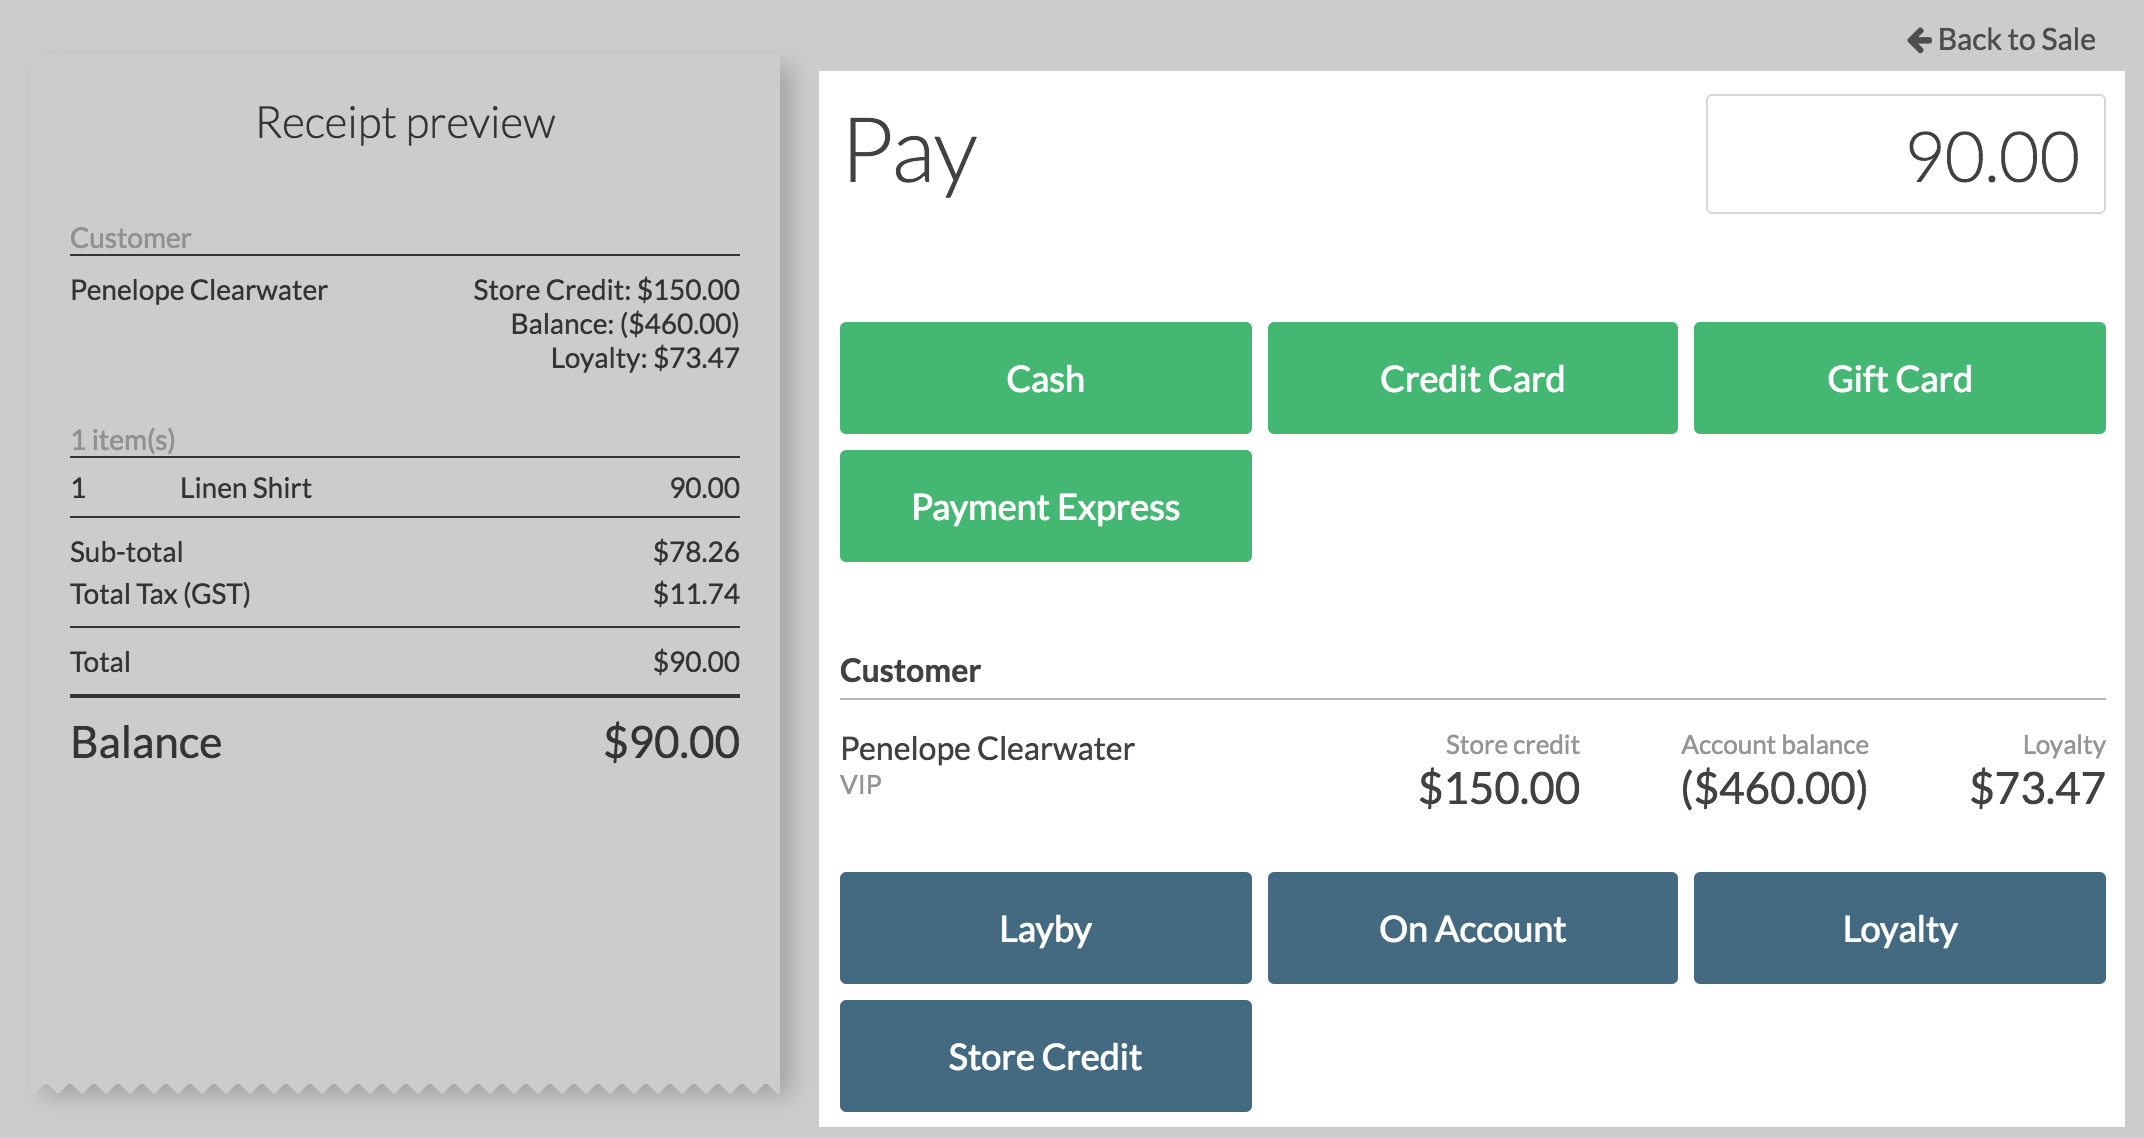 Back to Sale
Receipt preview
Customer
Penelope Clearwater Store Credit: $150.00
Balance: ($460.00)
Loyalty: $73.47
1 item(s)
1 Linen Shirt 90.00
Sub-total $78.26
Total Tax (GST) $11.74
Total $90.00
Balance $90.00
Pay 90.00
Cash Credit Card Gift Card
Payment Express
Customer
Penelope Clearwater Store credit Account balance Loyalty
VIP $150.00 ($460.00) $73.47
Layby On Account Loyalty
Store Credit